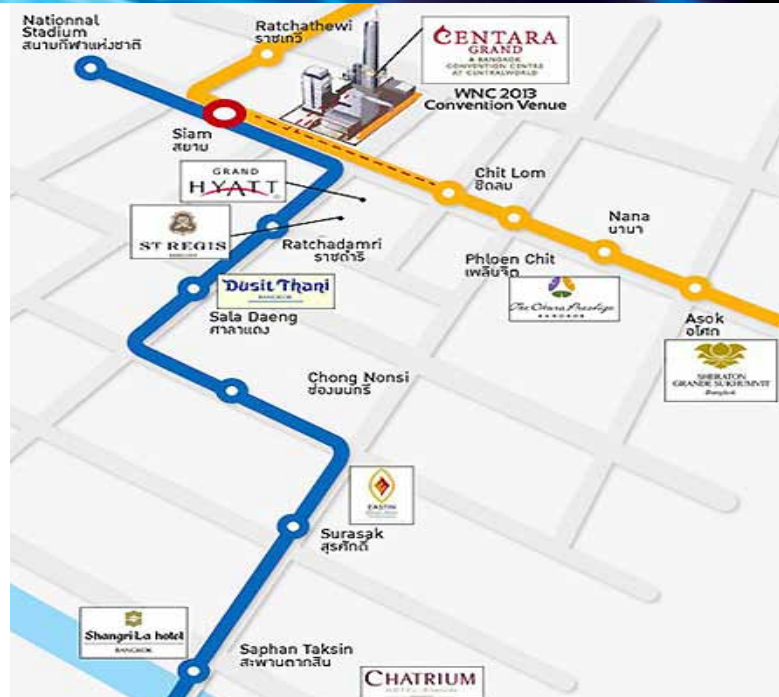 Nationnal
Stadium
สนามกีฬาแห่งชาติ
Ratchathewi
ราชเทวี
CENTARA
GRAND
& BANGKOK
CONVENTION CENTRE
AT CENTRALWORLD
WNC 2013
Convention Venue
Siam
สยาม
GRAND
HYATT
Chit Lom
ชิดลม
ST REGIS
Ratchadamri
ราชดำริ
Nana
นานา
Phloen Chit
เพลินจิต
Dusit Thani
BANGKOK
The Okura Prestige
BANGKOK
Sala Daeng
ศาลาแดง
Asok
อโศก
SHERATON
GRANDE SUKHUMVIT
Bangkok
Chong Nonsi
ช่องนนทรี
EASTIN
Surasak
สุรศักดิ์
Shangri-La hotel
BANGKOK
Saphan Taksin
สะพานตากสิน
CHATRIUM